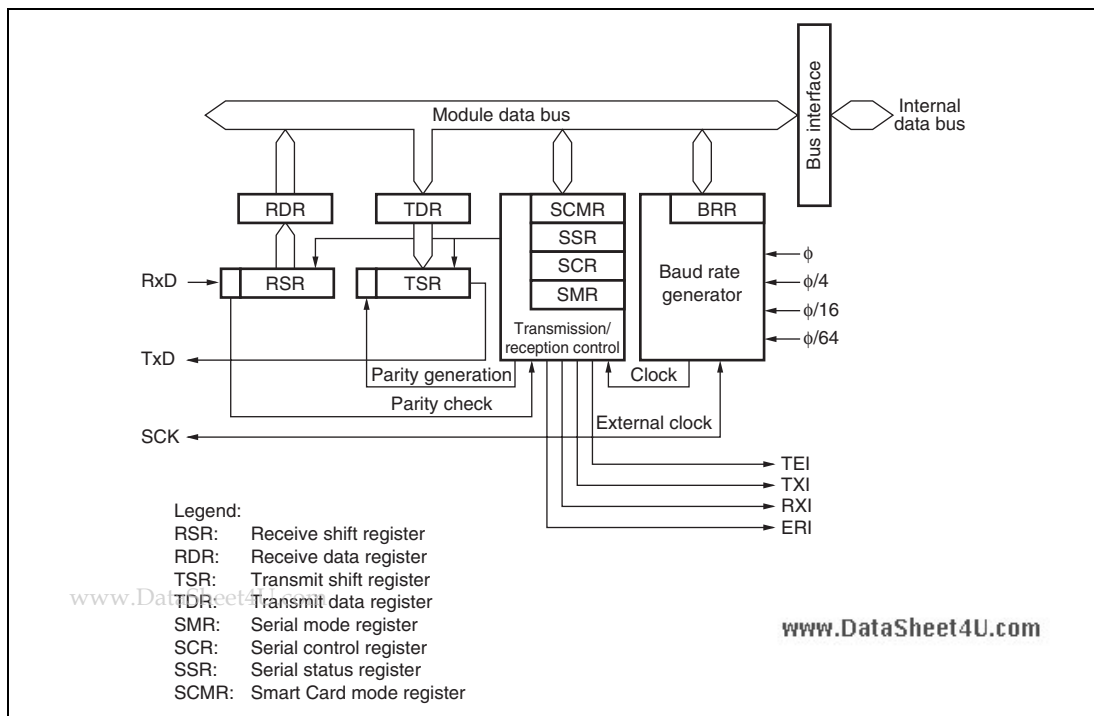 Module data bus
Bus interface
Internal
data bus
RDR
TDR
SCMR
BRR
SSR
SCR
SMR
RxD
RSR
TSR
Baud rate
generator
ϕ
ϕ/4
ϕ/16
ϕ/64
Transmission/
reception control
TxD
Parity generation
Clock
Parity check
SCK
External clock
TEI
TXI
RXI
ERI
Legend:
RSR: Receive shift register
RDR: Receive data register
TSR: Transmit shift register
www.DataSheet4U.com
TDR: Transmit data register
SMR: Serial mode register
www.DataSheet4U.com
SCR: Serial control register
SSR: Serial status register
SCMR: Smart Card mode register